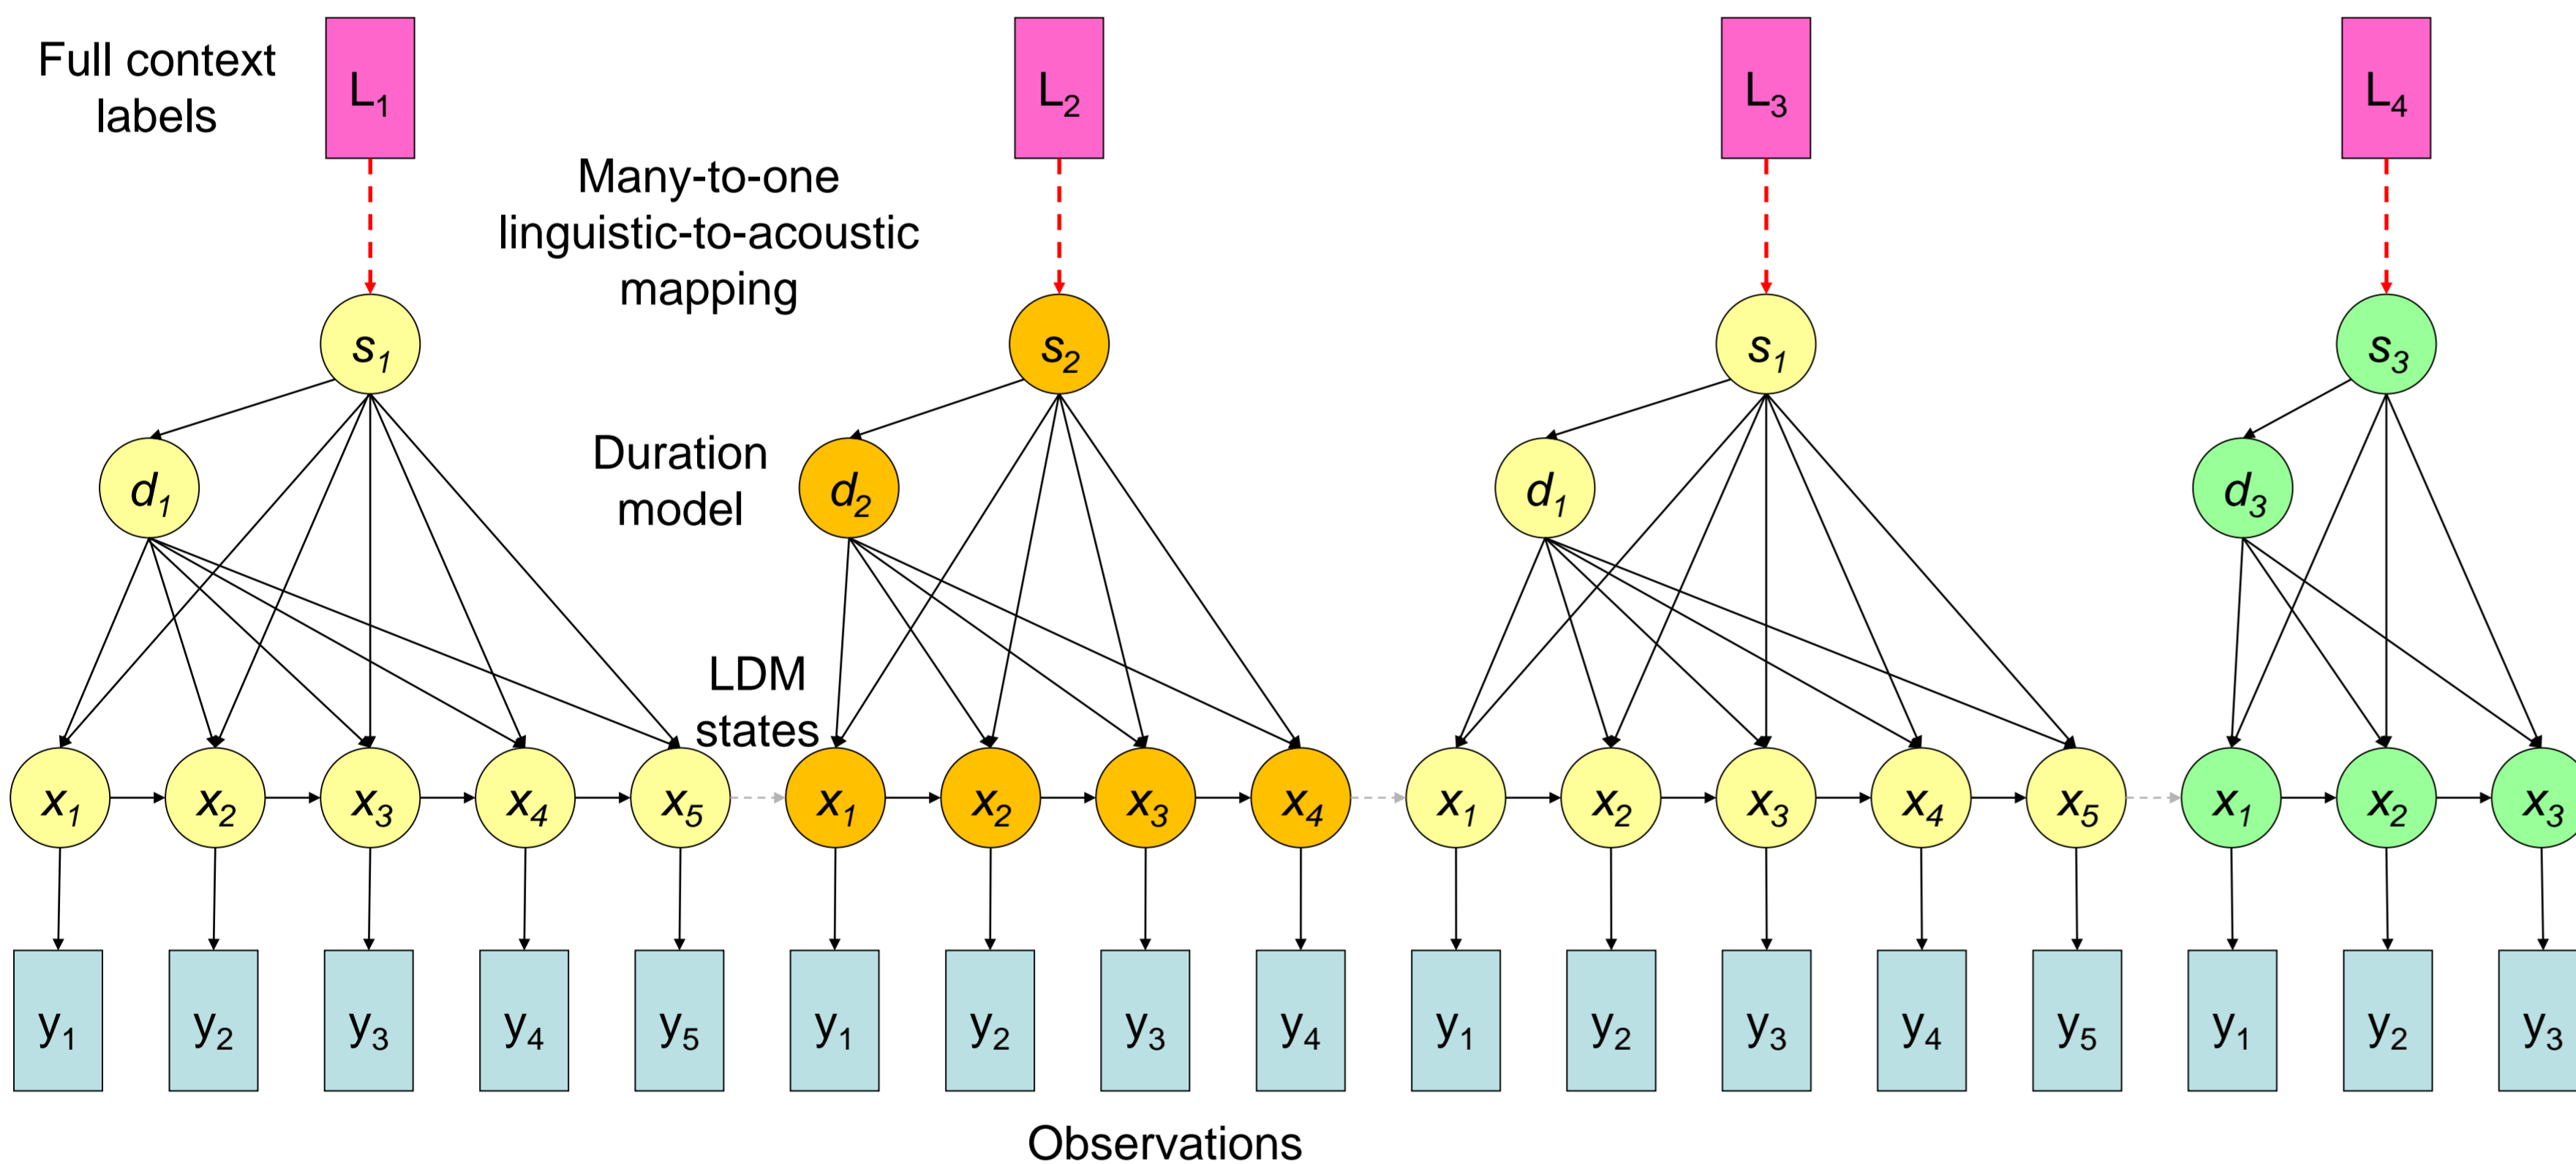 Full context
labels
L1
L2
L3
L4
Many-to-one
linguistic-to-acoustic
mapping
s1
s2
s1
s3
Duration
model
d1
d2
d1
d3
LDM
states
x1 x2 x3 x4 x5 x1 x2 x3 x4 x1 x2 x3 x4 x5 x1 x2 x3
y1 y2 y3 y4 y5 y1 y2 y3 y4 y1 y2 y3 y4 y5 y1 y2 y3
Observations